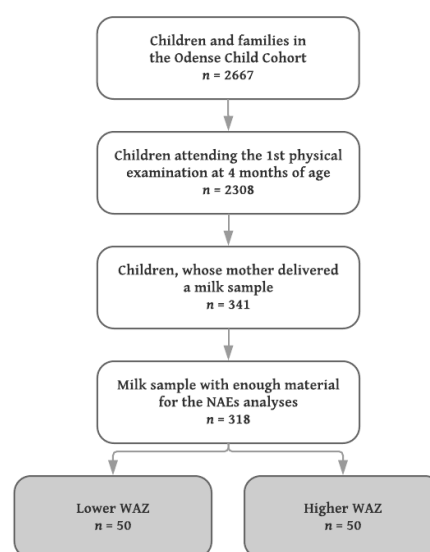 Children and families in
the Odense Child Cohort
n = 2667
Children attending the 1st physical
examination at 4 months of age
n = 2308
Children, whose mother delivered
a milk sample
n = 341
Milk sample with enough material
for the NAEs analyses
n = 318
Lower WAZ
n = 50
Higher WAZ
n = 50